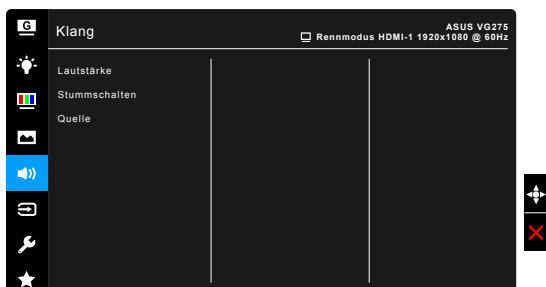 G
Klang
ASUS VG275
Rennmodus HDMI-1 1920x1080 @ 60Hz
Lautstärke
Stummschalten
Quelle